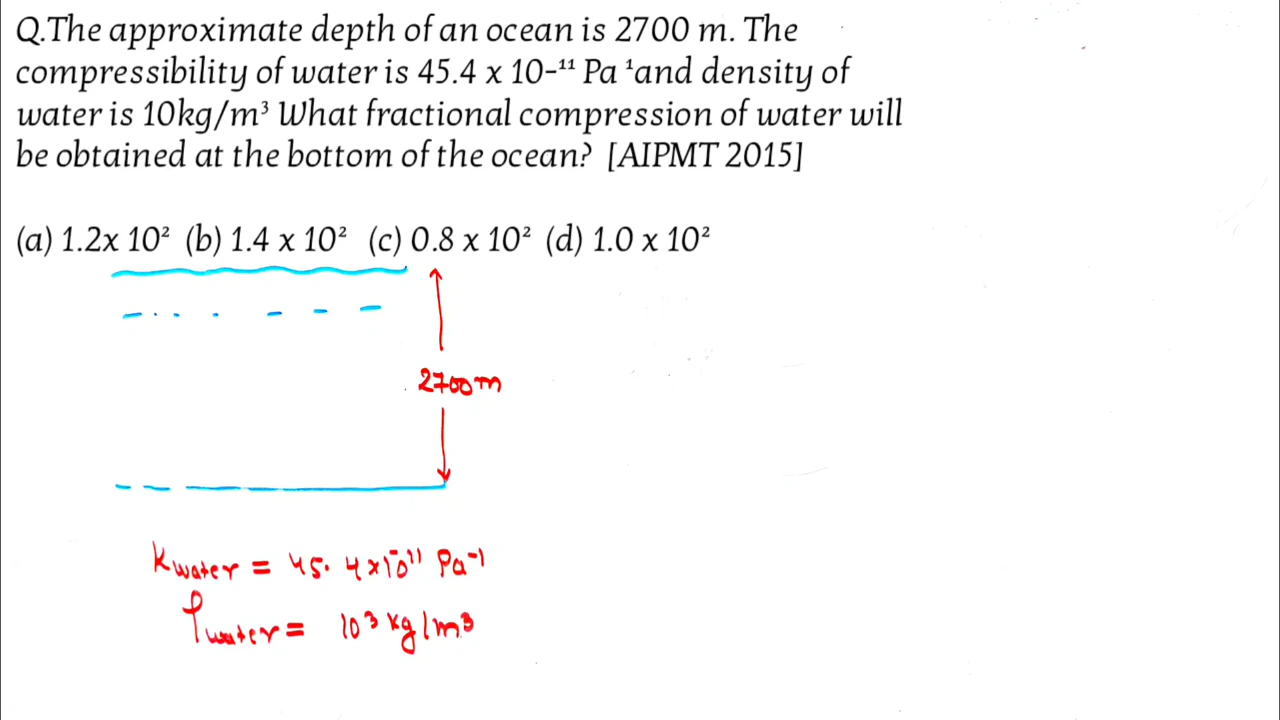 Q.The approximate depth of an ocean is 2700 m. The
compressibility of water is 45.4 x 10-¹¹ Pa ¹and density of
water is 10kg/m³ What fractional compression of water will
be obtained at the bottom of the ocean? [AIPMT 2015]
(a) 1.2x 10² (b) 1.4 x 10² (c) 0.8 x 10² (d) 1.0 x 10²
2700 m
Kwater = 45.4×10⁻¹¹ Pa⁻¹
ρwater = 10³ kg/m³